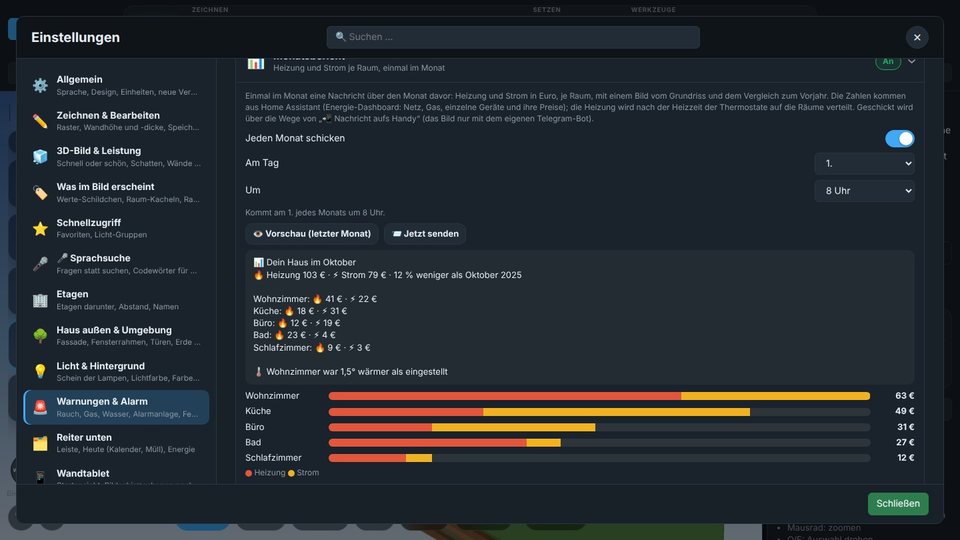 ZEICHNEN
SETZEN
WERKZEUGE
Einstellungen
🔍 Suchen ...
✕
Allgemein
Sprache, Design, Einheiten, neue Ver...
Zeichnen & Bearbeiten
Raster, Wandhöhe und -dicke, Speich...
3D-Bild & Leistung
Schnell oder schön, Schatten, Wände ...
Was im Bild erscheint
Werte-Schildchen, Raum-Kacheln, Ra...
Schnellzugriff
Favoriten, Licht-Gruppen
🎤 Sprachsuche
Fragen statt suchen, Codewörter für ...
Etagen
Etagen darunter, Abstand, Namen
Haus außen & Umgebung
Fassade, Fensterrahmen, Türen, Erde ...
Licht & Hintergrund
Schein der Lampen, Lichtfarbe, Farbe...
Warnungen & Alarm
Rauch, Gas, Wasser, Alarmanlage, Fe...
Reiter unten
Leiste, Heute (Kalender, Müll), Energie
Wandtablet
Monatsbericht
Heizung und Strom je Raum, einmal im Monat
An
Einmal im Monat eine Nachricht über den Monat davor: Heizung und Strom in Euro, je Raum, mit einem Bild vom Grundriss und dem Vergleich zum Vorjahr. Die Zahlen kommen
aus Home Assistant (Energie-Dashboard: Netz, Gas, einzelne Geräte und ihre Preise); die Heizung wird nach der Heizzeit der Thermostate auf die Räume verteilt. Geschickt wird
über die Wege von „📲 Nachricht aufs Handy“ (das Bild nur mit dem eigenen Telegram-Bot).
Jeden Monat schicken
Am Tag
1.
Um
8 Uhr
Kommt am 1. jedes Monats um 8 Uhr.
👁️ Vorschau (letzter Monat)
📨 Jetzt senden
📊 Dein Haus im Oktober
🔥 Heizung 103 € · ⚡ Strom 79 € · 12 % weniger als Oktober 2025
Wohnzimmer: 🔥 41 € · ⚡ 22 €
Küche: 🔥 18 € · ⚡ 31 €
Büro: 🔥 12 € · ⚡ 19 €
Bad: 🔥 23 € · ⚡ 4 €
Schlafzimmer: 🔥 9 € · ⚡ 3 €
🌡️ Wohnzimmer war 1,5° wärmer als eingestellt
Wohnzimmer 63 €
Küche 49 €
Büro 31 €
Bad 27 €
Schlafzimmer 12 €
Heizung Strom
Schließen
Mausrad: zoomen